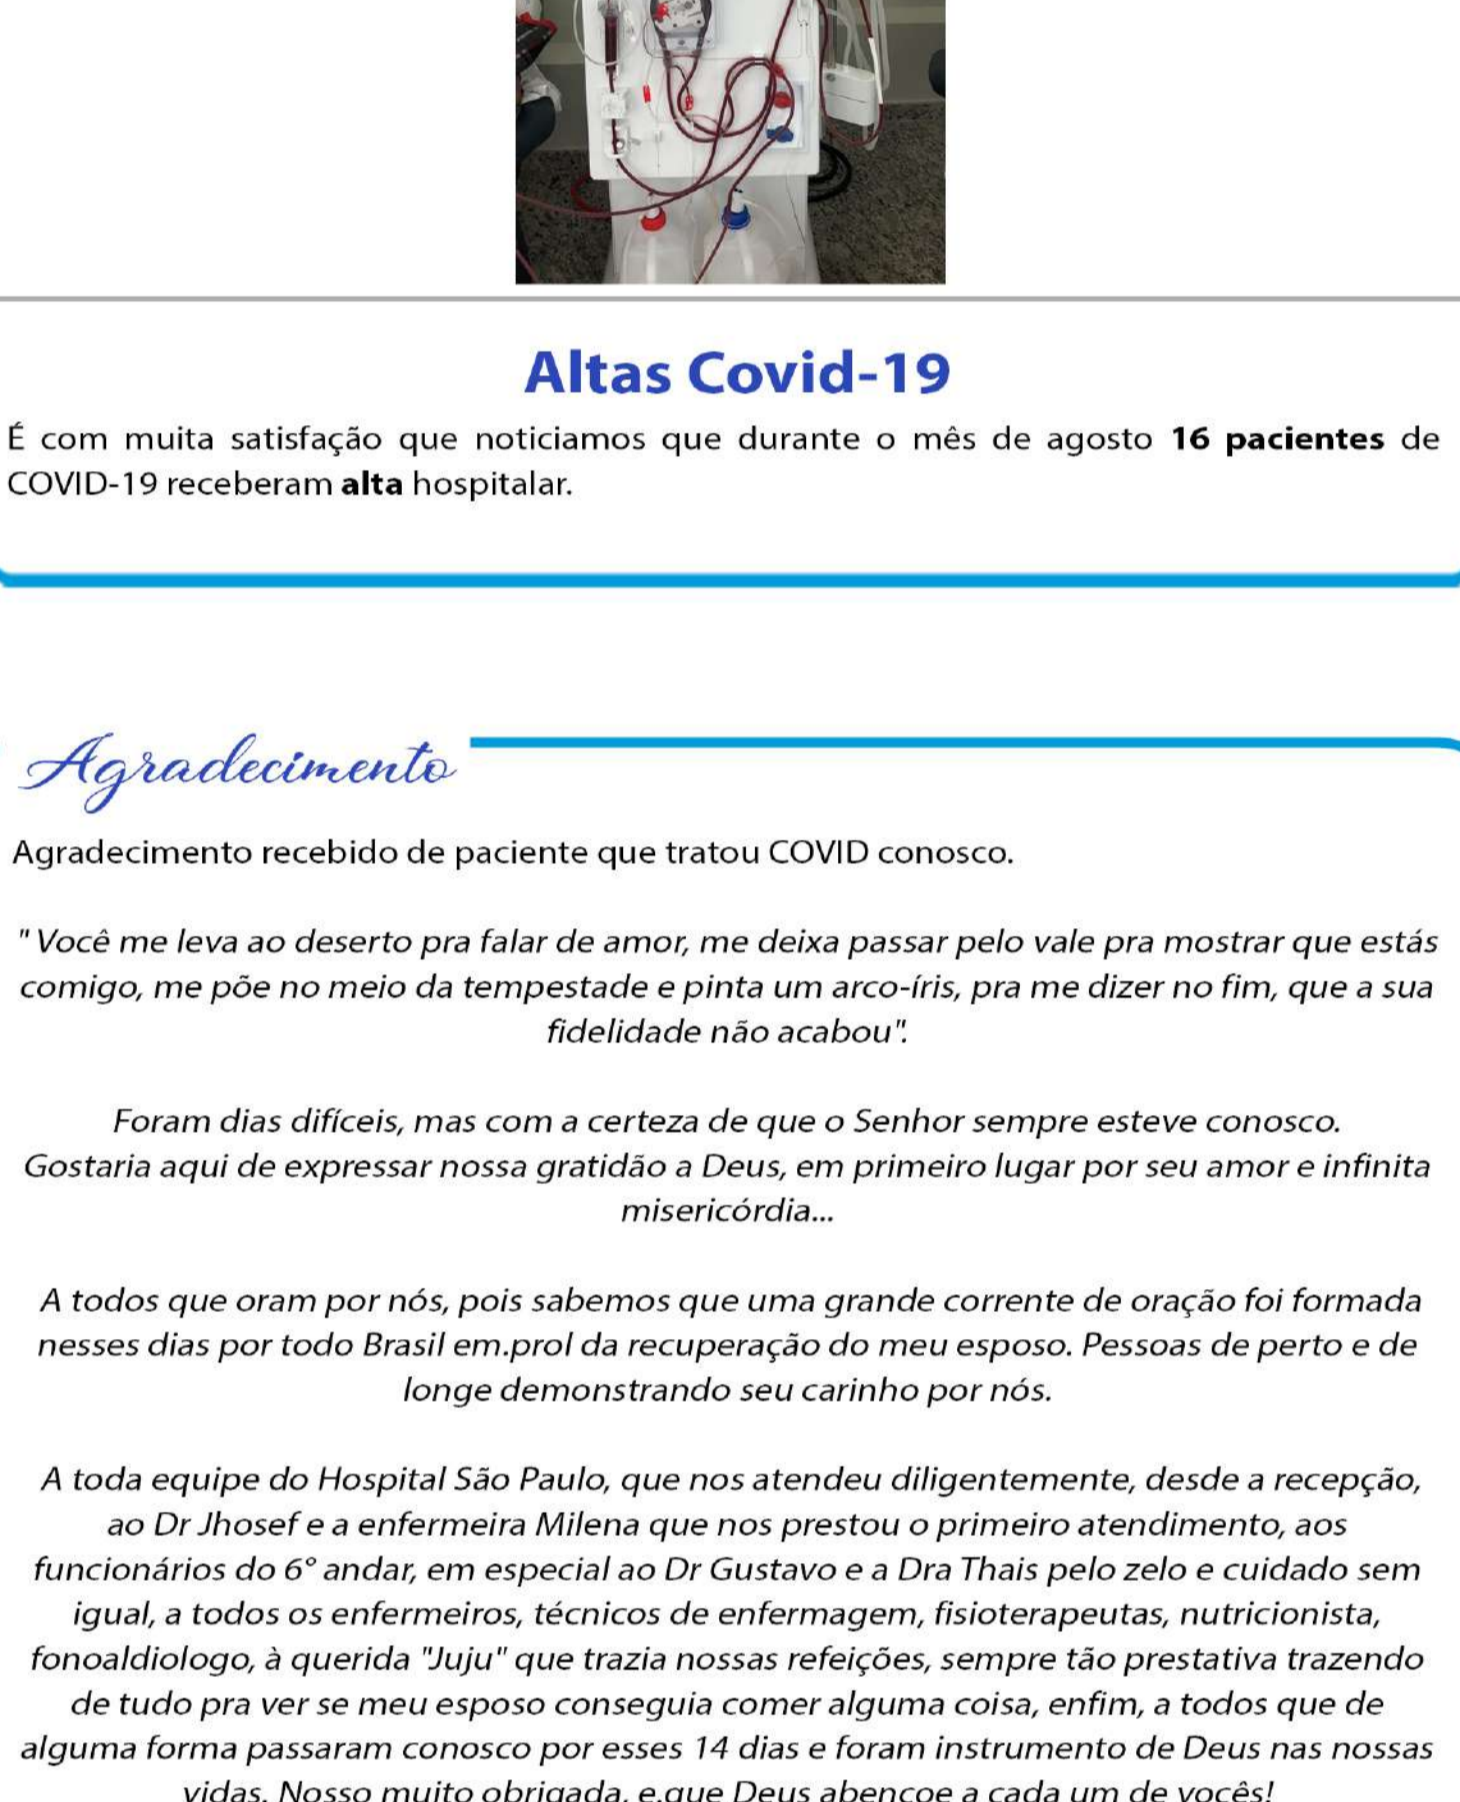 Altas Covid-19
É com muita satisfação que noticiamos que durante o mês de agosto 16 pacientes de
COVID-19 receberam alta hospitalar.
Agradecimento
Agradecimento recebido de paciente que tratou COVID conosco.
" Você me leva ao deserto pra falar de amor, me deixa passar pelo vale pra mostrar que estás
comigo, me põe no meio da tempestade e pinta um arco-íris, pra me dizer no fim, que a sua
fidelidade não acabou".
Foram dias difíceis, mas com a certeza de que o Senhor sempre esteve conosco.
Gostaria aqui de expressar nossa gratidão a Deus, em primeiro lugar por seu amor e infinita
misericórdia...
A todos que oram por nós, pois sabemos que uma grande corrente de oração foi formada
nesses dias por todo Brasil em.prol da recuperação do meu esposo. Pessoas de perto e de
longe demonstrando seu carinho por nós.
A toda equipe do Hospital São Paulo, que nos atendeu diligentemente, desde a recepção,
ao Dr Jhosef e a enfermeira Milena que nos prestou o primeiro atendimento, aos
funcionários do 6° andar, em especial ao Dr Gustavo e a Dra Thais pelo zelo e cuidado sem
igual, a todos os enfermeiros, técnicos de enfermagem, fisioterapeutas, nutricionista,
fonoaldiologo, à querida "Juju" que trazia nossas refeições, sempre tão prestativa trazendo
de tudo pra ver se meu esposo conseguia comer alguma coisa, enfim, a todos que de
alguma forma passaram conosco por esses 14 dias e foram instrumento de Deus nas nossas
vidas. Nosso muito obrigada, e.que Deus abençoe a cada um de vocês!